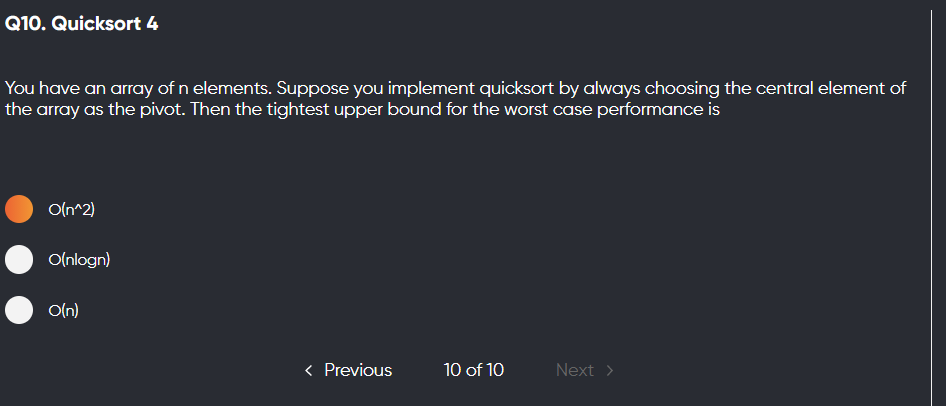 Q10. Quicksort 4
You have an array of n elements. Suppose you implement quicksort by always choosing the central element of
the array as the pivot. Then the tightest upper bound for the worst case performance is
O(n^2)
O(nlogn)
O(n)
< Previous 10 of 10 Next >